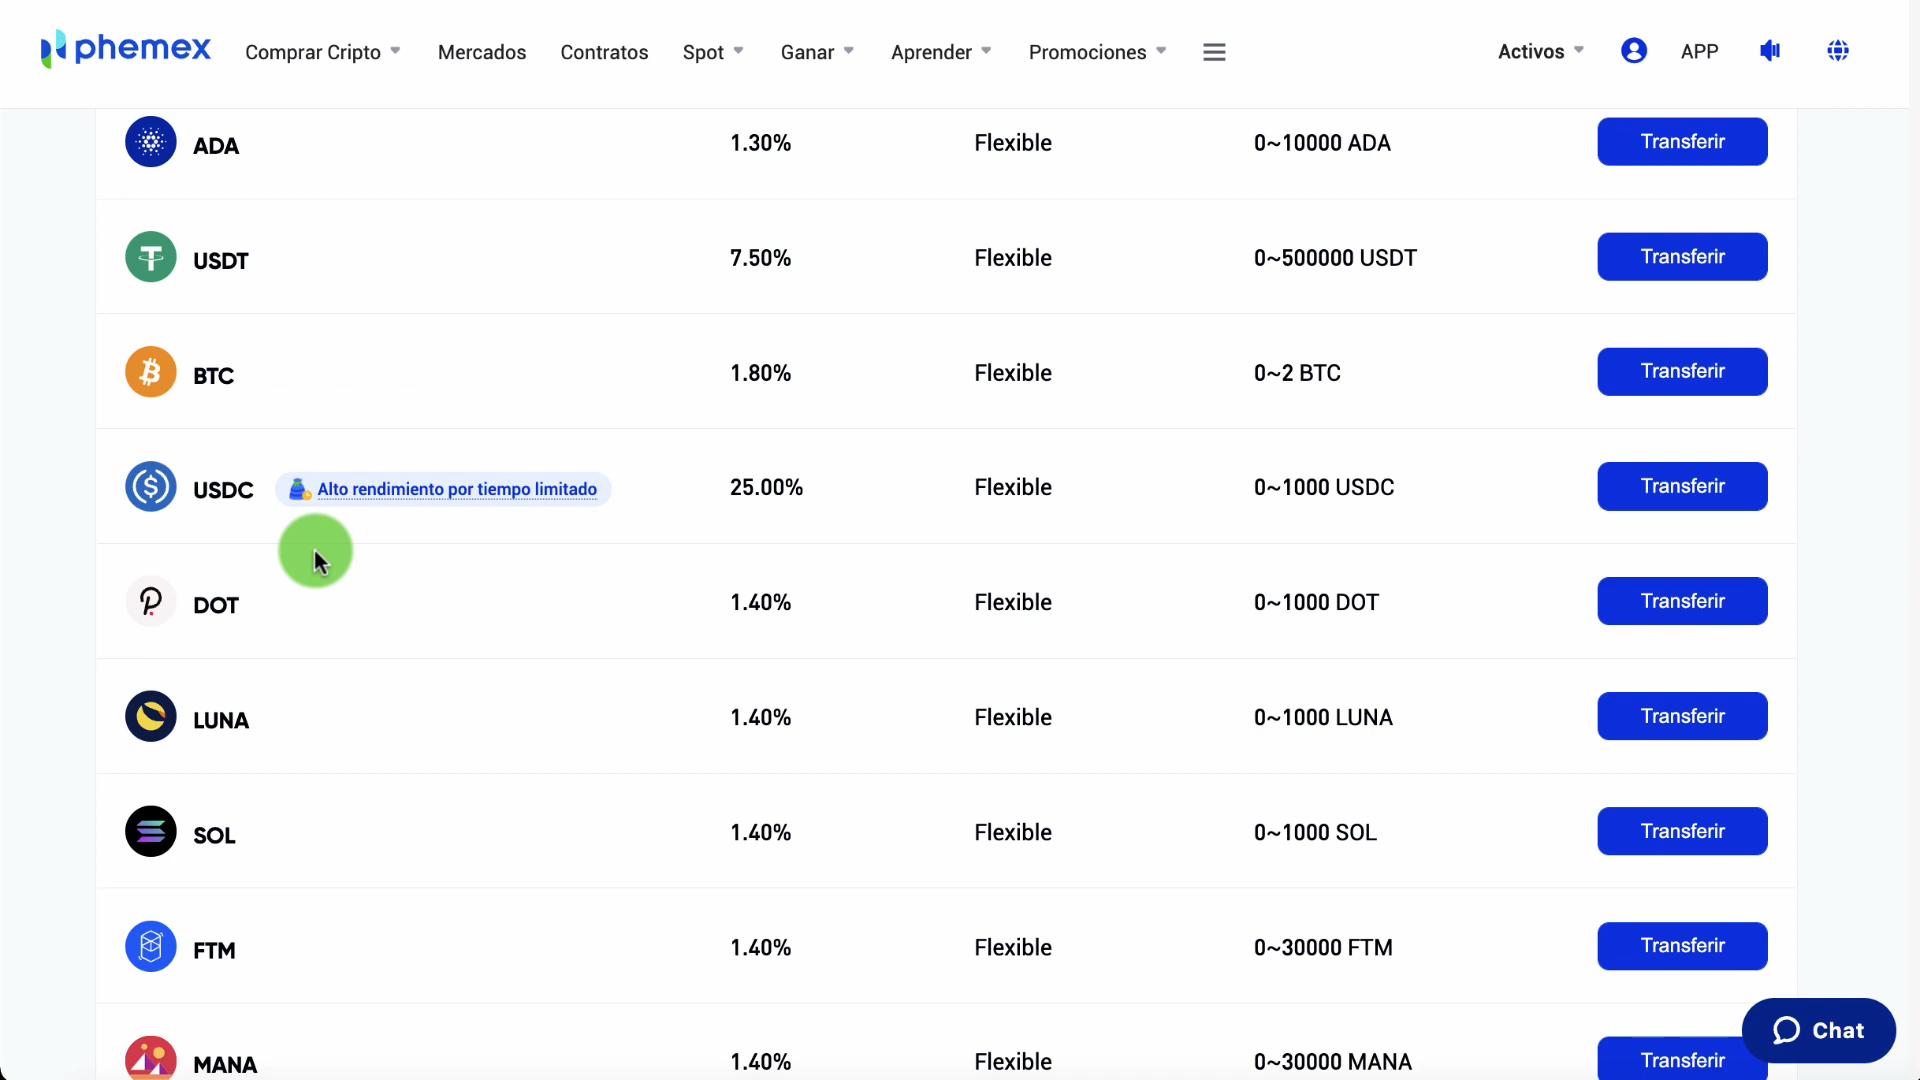 phemex Comprar Cripto Mercados Contratos Spot Ganar Aprender Promociones Activos APP
ADA 1.30% Flexible 0~10000 ADA Transferir
USDT 7.50% Flexible 0~500000 USDT Transferir
BTC 1.80% Flexible 0~2 BTC Transferir
USDC Alto rendimiento por tiempo limitado 25.00% Flexible 0~1000 USDC Transferir
DOT 1.40% Flexible 0~1000 DOT Transferir
LUNA 1.40% Flexible 0~1000 LUNA Transferir
SOL 1.40% Flexible 0~1000 SOL Transferir
FTM 1.40% Flexible 0~30000 FTM Transferir
MANA 1.40% Flexible 0~30000 MANA Transferir
Chat